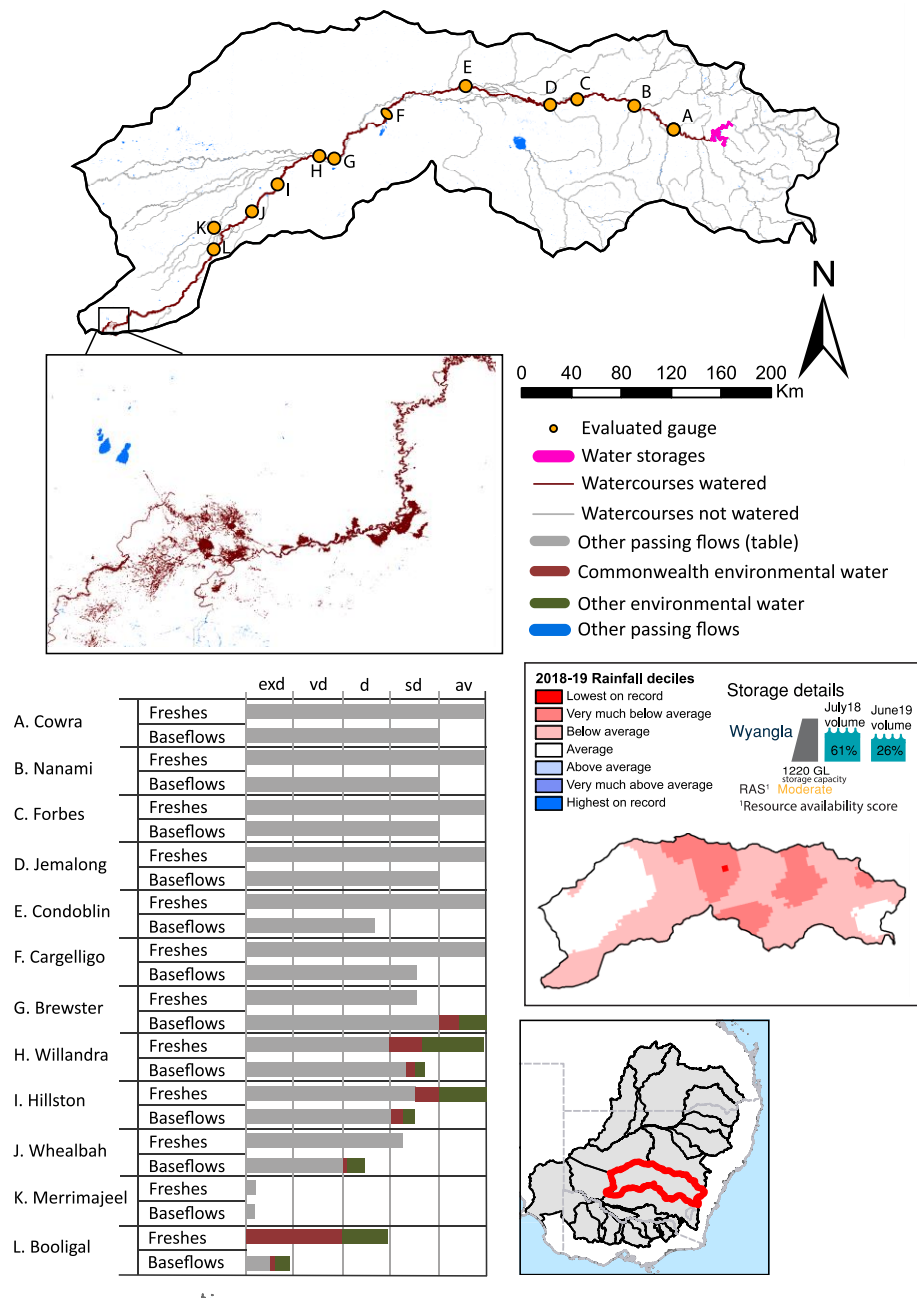 E
D
C
B
A
F
H
G
I
J
K
L
N
0 40 80 120 160 200
Km
Evaluated gauge
Water storages
Watercourses watered
Watercourses not watered
Other passing flows (table)
Commonwealth environmental water
Other environmental water
Other passing flows
exd vd d sd av
A. Cowra Freshes
Baseflows
B. Nanami Freshes
Baseflows
C. Forbes Freshes
Baseflows
D. Jemalong Freshes
Baseflows
E. Condoblin Freshes
Baseflows
F. Cargelligo Freshes
Baseflows
G. Brewster Freshes
Baseflows
H. Willandra Freshes
Baseflows
I. Hillston Freshes
Baseflows
J. Whealbah Freshes
Baseflows
K. Merrimajeel Freshes
Baseflows
L. Booligal Freshes
Baseflows
2018-19 Rainfall deciles
Lowest on record
Very much below average
Below average
Average
Above average
Very much above average
Highest on record
Storage details
July18 volume
June19 volume
Wyangla
61%
26%
1220 GL
storage capacity
RAS¹ Moderate
¹Resource availability score